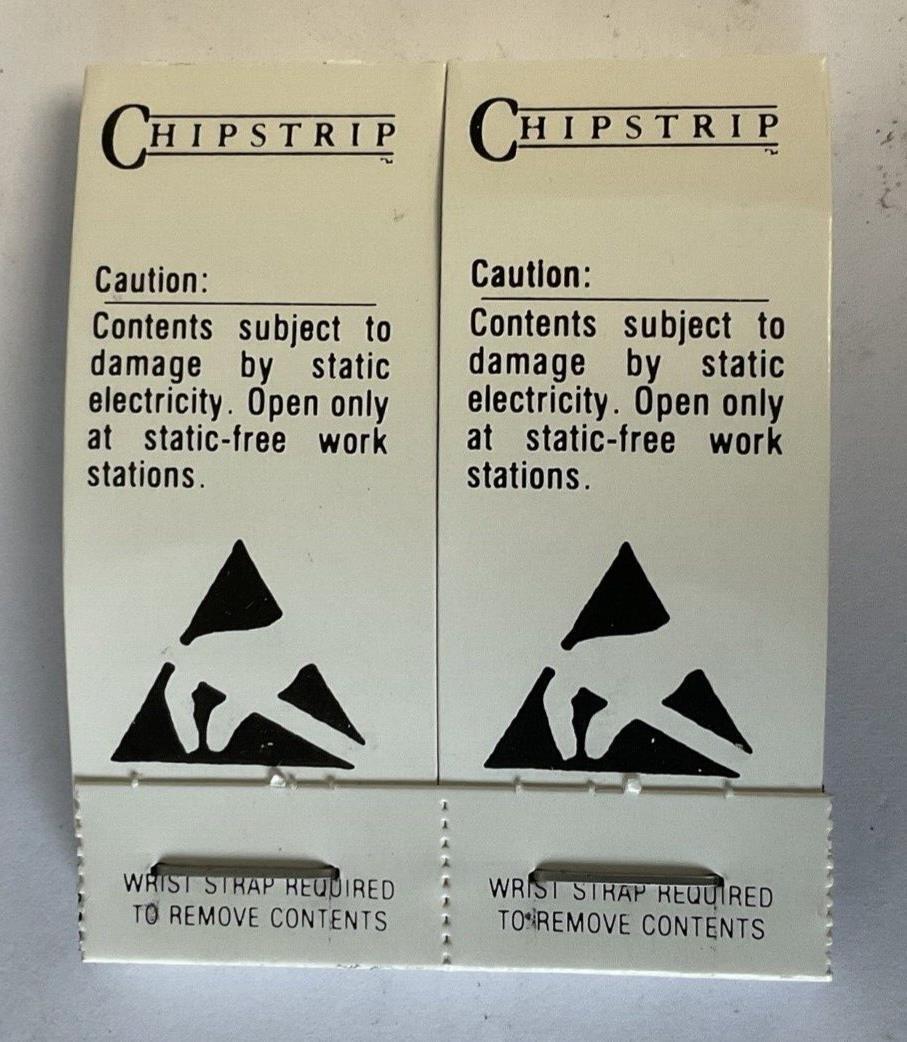 CHIPSTRIP™
Caution:
Contents subject to
damage by static
electricity. Open only
at static-free work
stations.
WRIST STRAP REQUIRED
TO REMOVE CONTENTS
CHIPSTRIP™
Caution:
Contents subject to
damage by static
electricity. Open only
at static-free work
stations.
WRIST STRAP REQUIRED
TO REMOVE CONTENTS